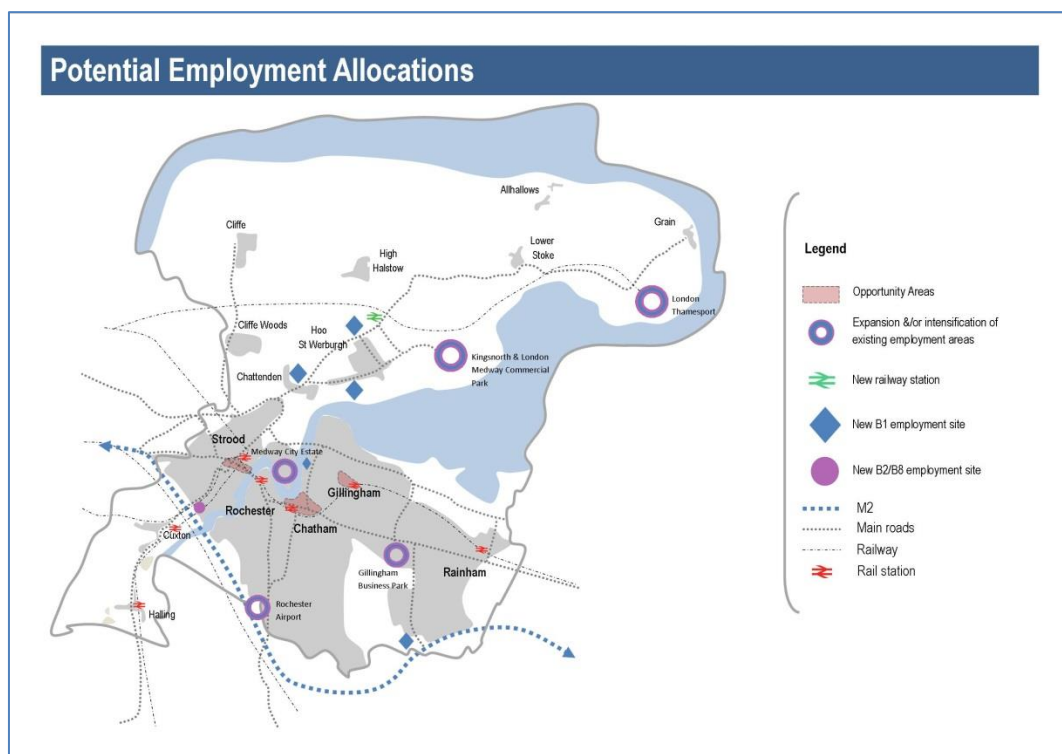 Potential Employment Allocations
Allhallows
Grain
Cliffe
Lower
Stoke
High
Halstow
London
Thamesport
Cliffe Woods
Hoo
St Werburgh
Kingsnorth & London
Medway Commercial
Park
Chattenden
Strood
Medway City Estate
Gillingham
Rochester
Chatham
Cuxton
Gillingham
Business Park
Rainham
Rochester
Airport
Halling
Legend
Opportunity Areas
Expansion &/or intensification of
existing employment areas
New railway station
New B1 employment site
New B2/B8 employment site
M2
Main roads
Railway
Rail station